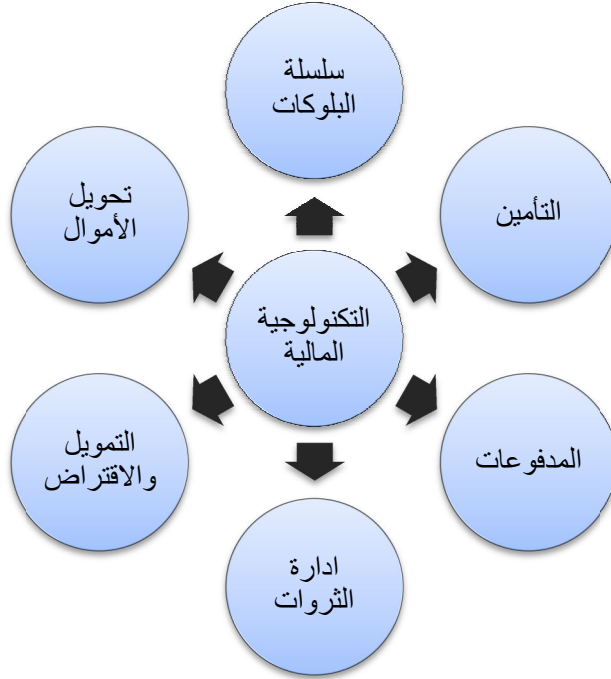 سلسلة
البلوكات
التأمين
تحويل
الأموال
التكنولوجية
المالية
المدفوعات
التمويل
والاقتراض
ادارة
الثروات